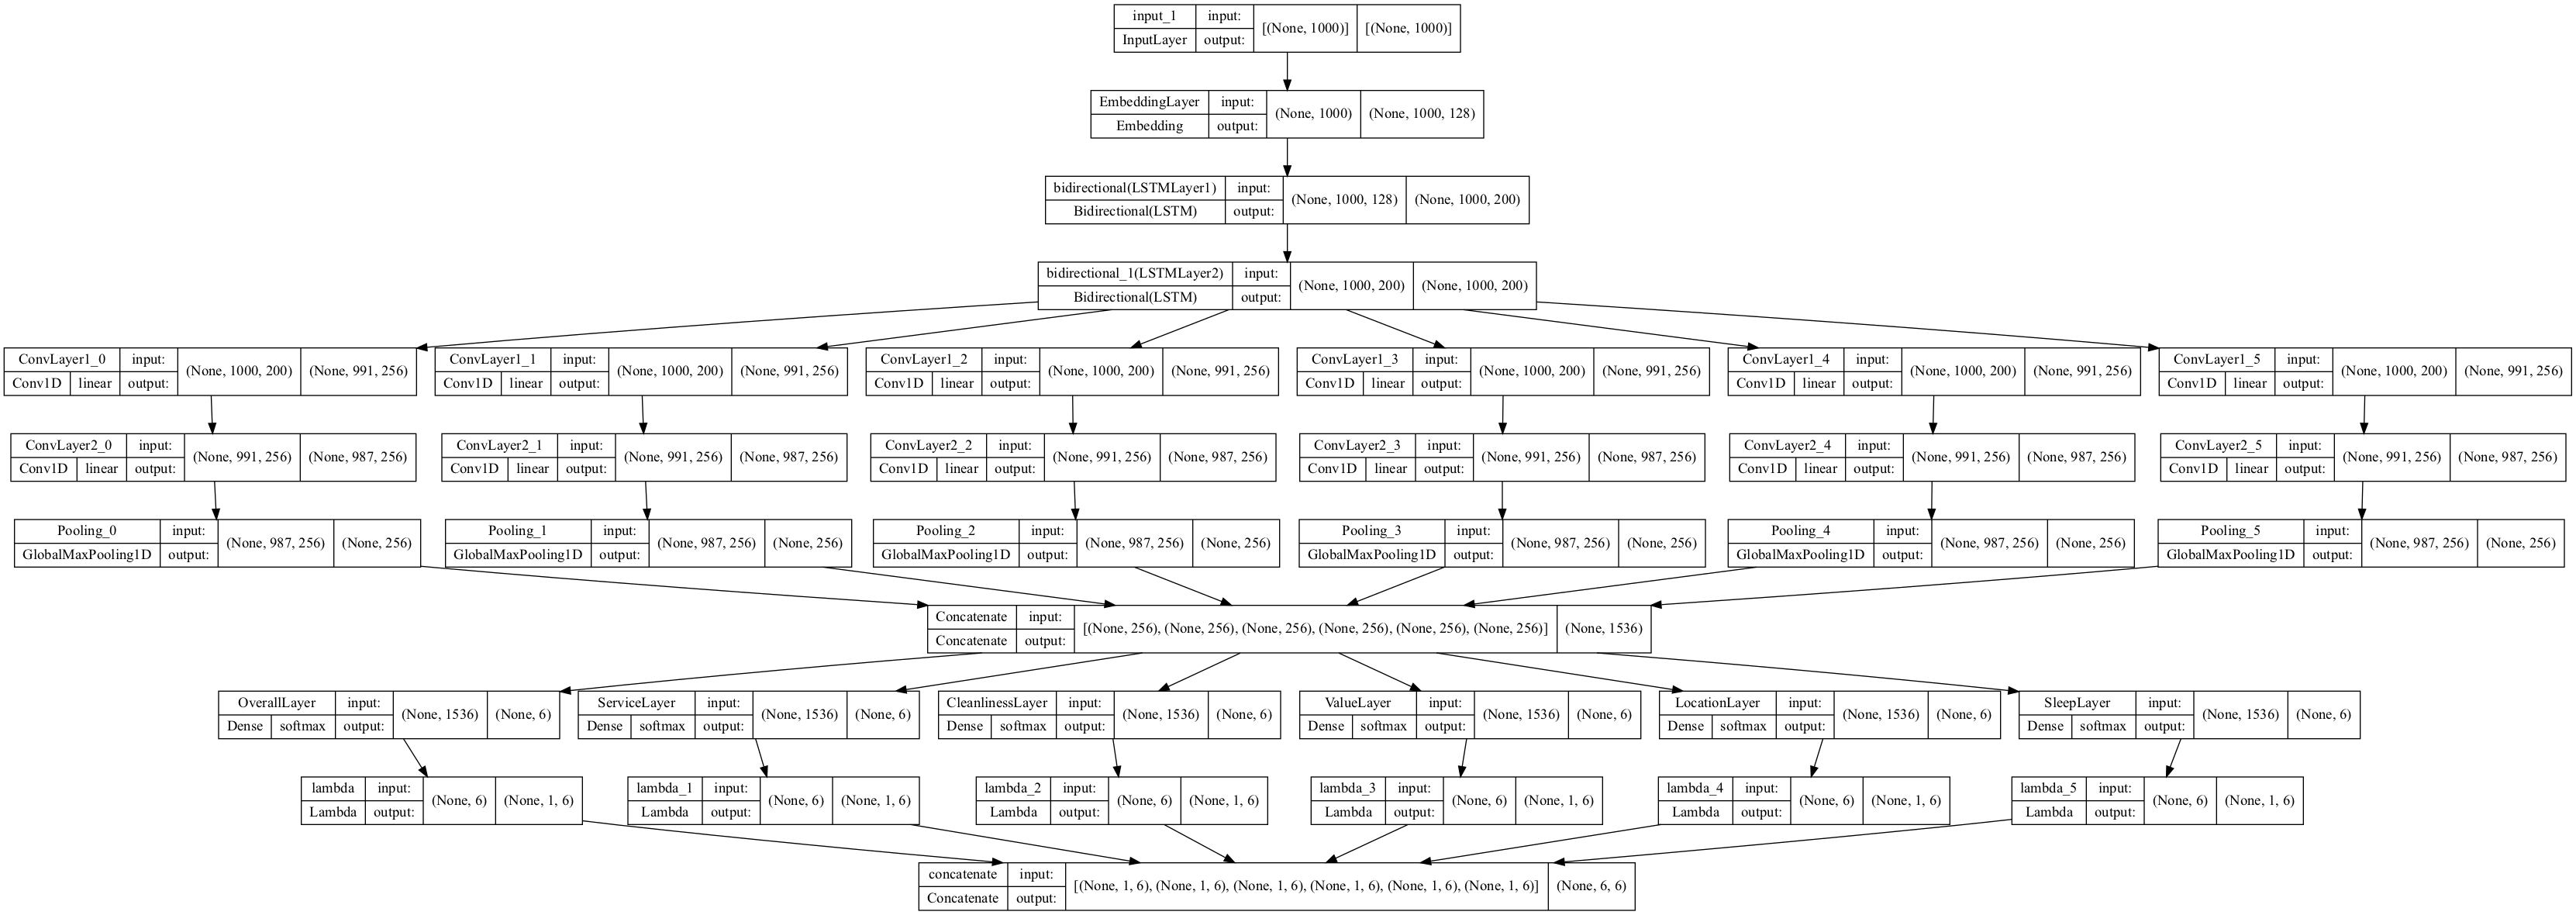 input_1 input: [(None, 1000)] [(None, 1000)]
InputLayer output:
EmbeddingLayer input: (None, 1000) (None, 1000, 128)
Embedding output:
bidirectional(LSTMLayer1) input: (None, 1000, 128) (None, 1000, 200)
Bidirectional(LSTM) output:
bidirectional_1(LSTMLayer2) input: (None, 1000, 200) (None, 1000, 200)
Bidirectional(LSTM) output:
ConvLayer1_0 input: (None, 1000, 200) (None, 991, 256)
Conv1D linear output:
ConvLayer1_1 input: (None, 1000, 200) (None, 991, 256)
Conv1D linear output:
ConvLayer1_2 input: (None, 1000, 200) (None, 991, 256)
Conv1D linear output:
ConvLayer1_3 input: (None, 1000, 200) (None, 991, 256)
Conv1D linear output:
ConvLayer1_4 input: (None, 1000, 200) (None, 991, 256)
Conv1D linear output:
ConvLayer1_5 input: (None, 1000, 200) (None, 991, 256)
Conv1D linear output:
ConvLayer2_0 input: (None, 991, 256) (None, 987, 256)
Conv1D linear output:
ConvLayer2_1 input: (None, 991, 256) (None, 987, 256)
Conv1D linear output:
ConvLayer2_2 input: (None, 991, 256) (None, 987, 256)
Conv1D linear output:
ConvLayer2_3 input: (None, 991, 256) (None, 987, 256)
Conv1D linear output:
ConvLayer2_4 input: (None, 991, 256) (None, 987, 256)
Conv1D linear output:
ConvLayer2_5 input: (None, 991, 256) (None, 987, 256)
Conv1D linear output:
Pooling_0 input: (None, 987, 256) (None, 256)
GlobalMaxPooling1D output:
Pooling_1 input: (None, 987, 256) (None, 256)
GlobalMaxPooling1D output:
Pooling_2 input: (None, 987, 256) (None, 256)
GlobalMaxPooling1D output:
Pooling_3 input: (None, 987, 256) (None, 256)
GlobalMaxPooling1D output:
Pooling_4 input: (None, 987, 256) (None, 256)
GlobalMaxPooling1D output:
Pooling_5 input: (None, 987, 256) (None, 256)
GlobalMaxPooling1D output:
Concatenate input: [(None, 256), (None, 256), (None, 256), (None, 256), (None, 256), (None, 256)] (None, 1536)
Concatenate output:
OverallLayer input: (None, 1536) (None, 6)
Dense softmax output:
ServiceLayer input: (None, 1536) (None, 6)
Dense softmax output:
CleanlinessLayer input: (None, 1536) (None, 6)
Dense softmax output:
ValueLayer input: (None, 1536) (None, 6)
Dense softmax output:
LocationLayer input: (None, 1536) (None, 6)
Dense softmax output:
SleepLayer input: (None, 1536) (None, 6)
Dense softmax output:
lambda input: (None, 6) (None, 1, 6)
Lambda output:
lambda_1 input: (None, 6) (None, 1, 6)
Lambda output:
lambda_2 input: (None, 6) (None, 1, 6)
Lambda output:
lambda_3 input: (None, 6) (None, 1, 6)
Lambda output:
lambda_4 input: (None, 6) (None, 1, 6)
Lambda output:
lambda_5 input: (None, 6) (None, 1, 6)
Lambda output:
concatenate input: [(None, 1, 6), (None, 1, 6), (None, 1, 6), (None, 1, 6), (None, 1, 6), (None, 1, 6)] (None, 6, 6)
Concatenate output: